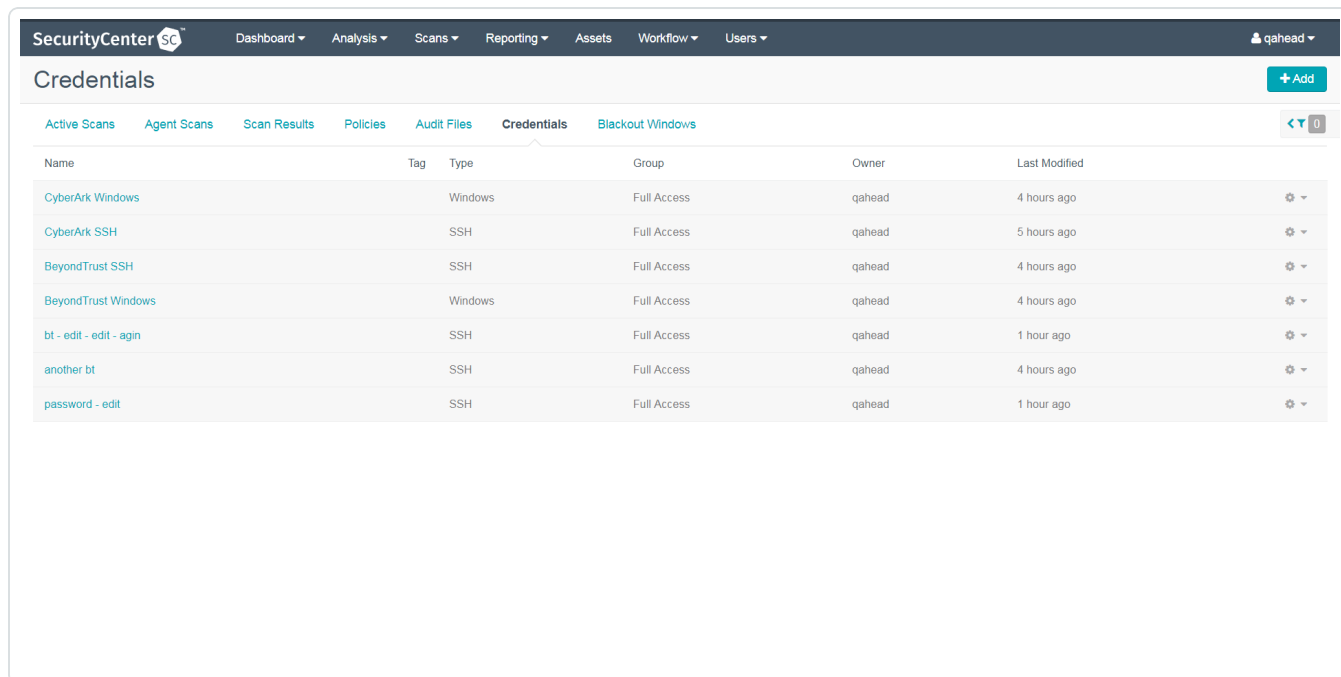 SecurityCenter SC™ Dashboard Analysis Scans Reporting Assets Workflow Users qahead
Credentials + Add
Active Scans Agent Scans Scan Results Policies Audit Files Credentials Blackout Windows 0
Name Tag Type Group Owner Last Modified
CyberArk Windows Windows Full Access qahead 4 hours ago
CyberArk SSH SSH Full Access qahead 5 hours ago
BeyondTrust SSH SSH Full Access qahead 4 hours ago
BeyondTrust Windows Windows Full Access qahead 4 hours ago
bt - edit - edit - agin SSH Full Access qahead 1 hour ago
another bt SSH Full Access qahead 4 hours ago
password - edit SSH Full Access qahead 1 hour ago